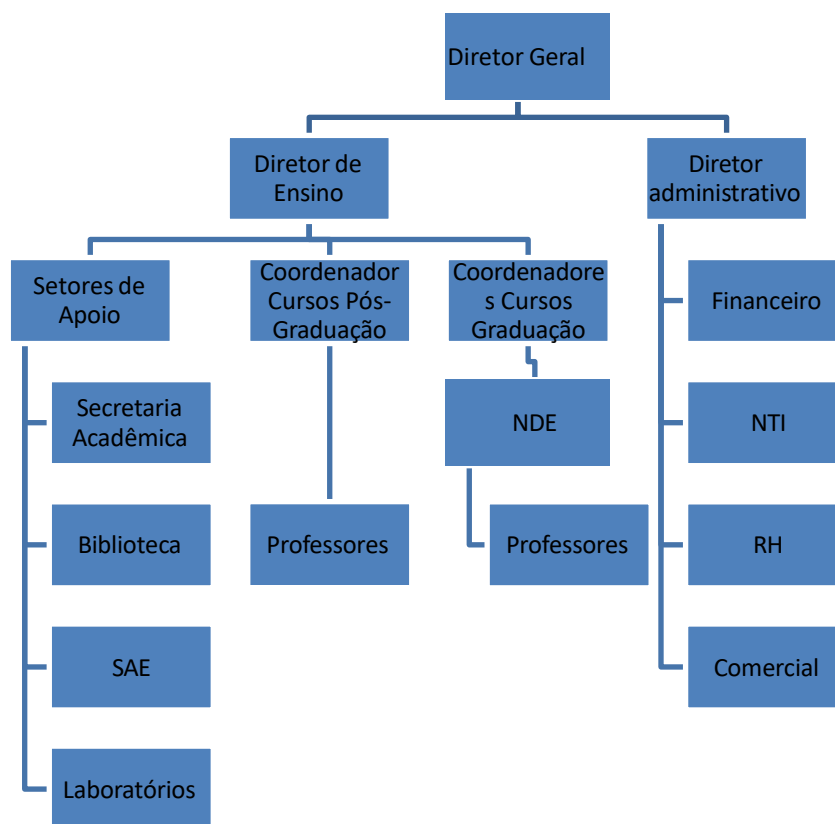 Diretor Geral
Diretor de
Ensino
Diretor
administrativo
Setores de
Apoio
Coordenador
Cursos Pós-
Graduação
Coordenadore
s Cursos
Graduação
Financeiro
Secretaria
Acadêmica
NDE
NTI
Biblioteca
Professores
Professores
RH
SAE
Comercial
Laboratórios